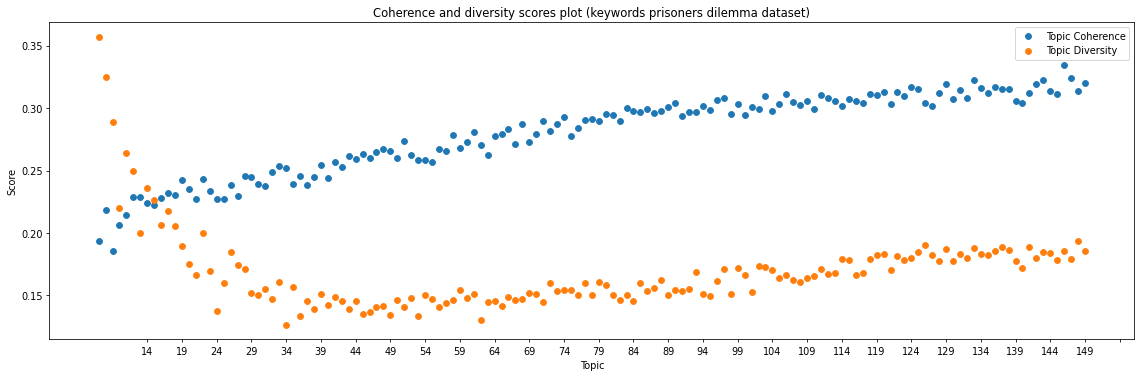 Coherence and diversity scores plot (keywords prisoners dilemma dataset)
Topic Coherence
Topic Diversity
0.35
0.30
0.25
0.20
0.15
Score
14 19 24 29 34 39 44 49 54 59 64 69 74 79 84 89 94 99 104 109 114 119 124 129 134 139 144 149
Topic